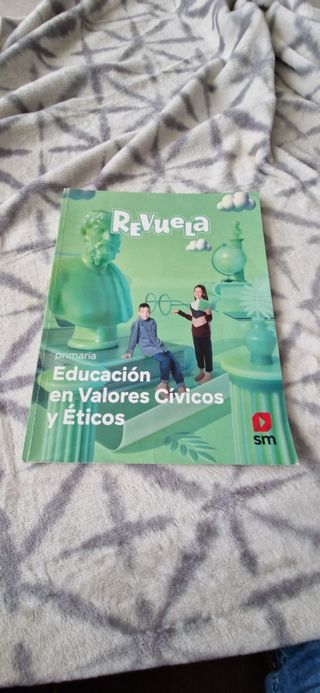 REVUELA
primaria
Educación
en Valores Cívicos
y Éticos
sm